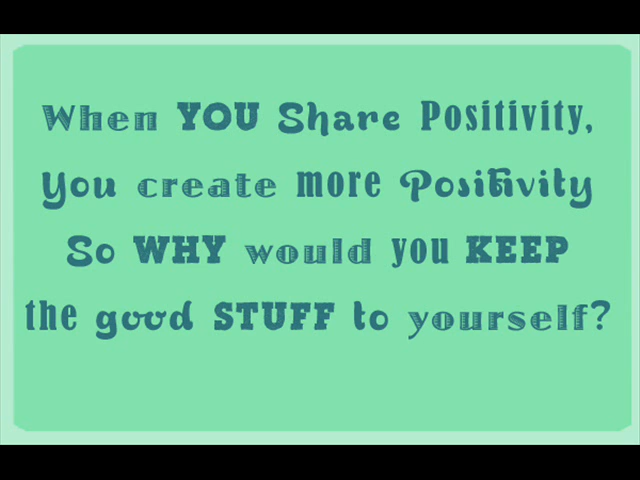 When YOU Share Positivity,
You create more Positivity
So WHY would you KEEP
the good STUFF to yourself?